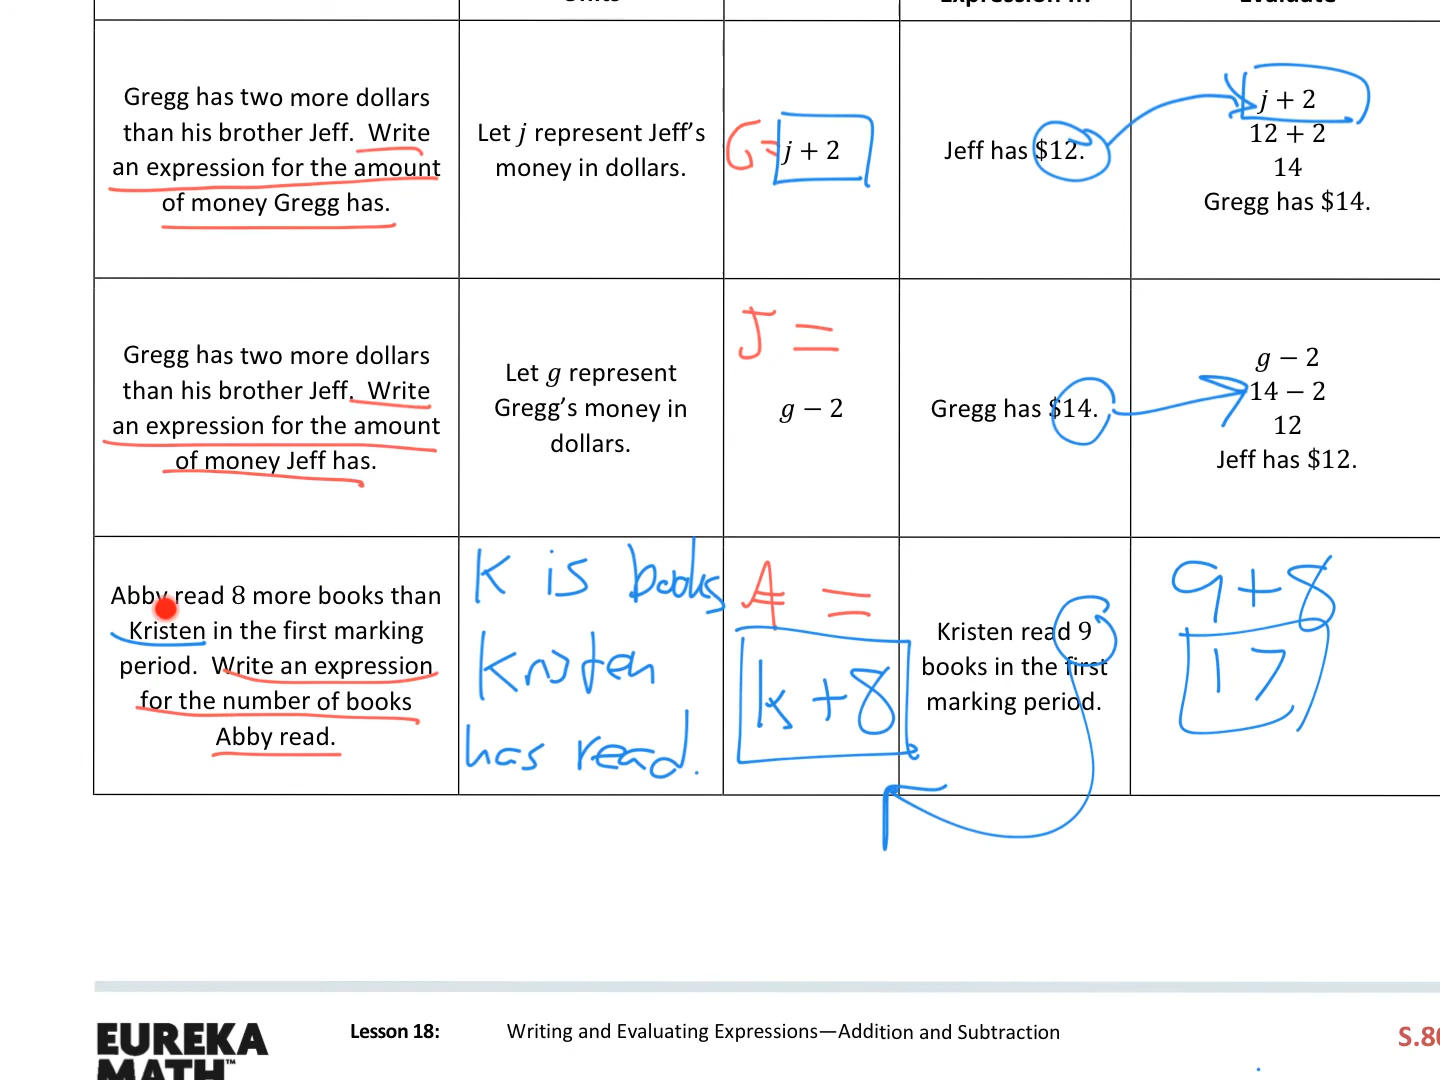 Units
Expression If:
Evaluate
Gregg has two more dollars
than his brother Jeff. Write
an expression for the amount
of money Gregg has.
Let j represent Jeff's
money in dollars.
G=
j + 2
Jeff has $12.
j + 2
12 + 2
14
Gregg has $14.
Gregg has two more dollars
than his brother Jeff. Write
an expression for the amount
of money Jeff has.
Let g represent
Gregg's money in
dollars.
J =
g − 2
Gregg has $14.
g − 2
14 − 2
12
Jeff has $12.
Abby read 8 more books than
Kristen in the first marking
period. Write an expression
for the number of books
Abby read.
K is books
Kristen
has read.
A =
k + 8
Kristen read 9
books in the first
marking period.
9+8
17
EUREKA
MATH™
Lesson 18:
Writing and Evaluating Expressions—Addition and Subtraction